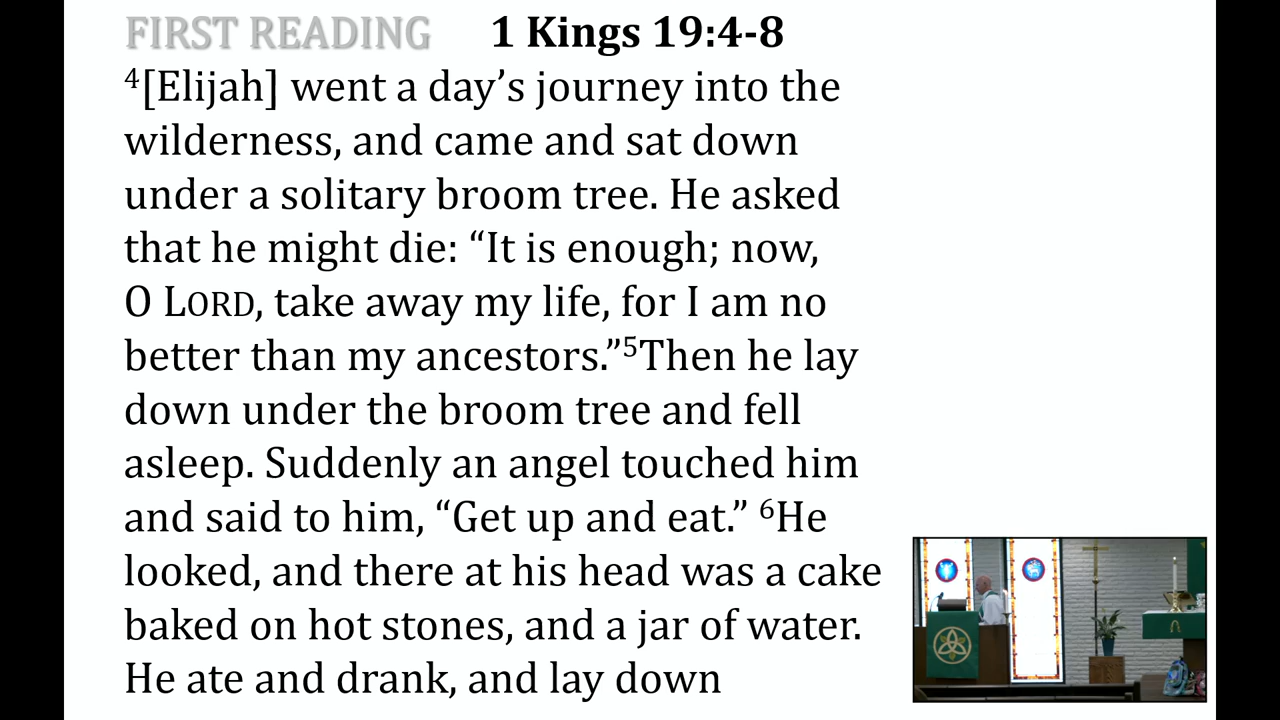 FIRST READING 1 Kings 19:4-8
⁴[Elijah] went a day’s journey into the
wilderness, and came and sat down
under a solitary broom tree. He asked
that he might die: “It is enough; now,
O LORD, take away my life, for I am no
better than my ancestors.”⁵Then he lay
down under the broom tree and fell
asleep. Suddenly an angel touched him
and said to him, “Get up and eat.” ⁶He
looked, and there at his head was a cake
baked on hot stones, and a jar of water.
He ate and drank, and lay down